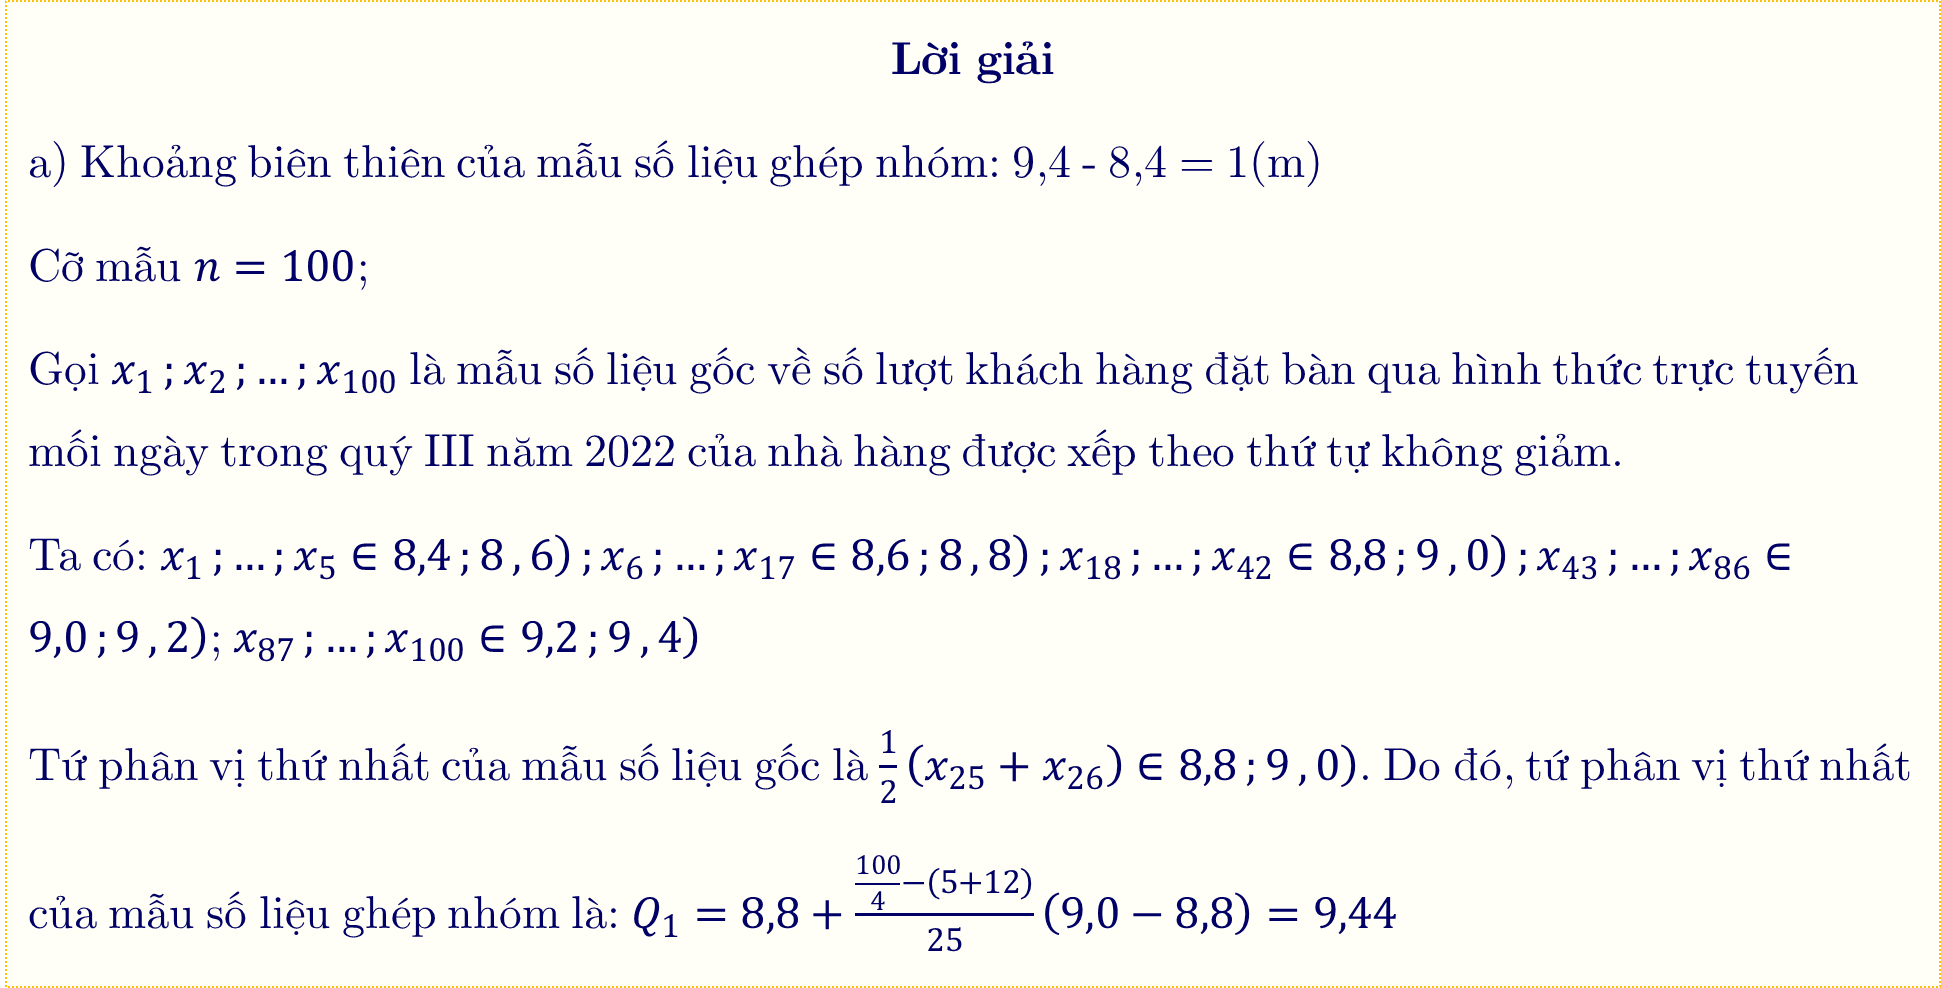 Lời giải
a) Khoảng biên thiên của mẫu số liệu ghép nhóm: 9,4 - 8,4 = 1(m)
Cỡ mẫu n = 100;
Gọi x₁ ; x₂ ; … ; x₁₀₀ là mẫu số liệu gốc về số lượt khách hàng đặt bàn qua hình thức trực tuyến
mối ngày trong quý III năm 2022 của nhà hàng được xếp theo thứ tự không giảm.
Ta có: x₁ ; … ; x₅ ∈ 8,4 ; 8 , 6) ; x₆ ; … ; x₁₇ ∈ 8,6 ; 8 , 8) ; x₁₈ ; … ; x₄₂ ∈ 8,8 ; 9 , 0) ; x₄₃ ; … ; x₈₆ ∈
9,0 ; 9 , 2); x₈₇ ; … ; x₁₀₀ ∈ 9,2 ; 9 , 4)
Tứ phân vị thứ nhất của mẫu số liệu gốc là \frac{1}{2}(x₂₅ + x₂₆) ∈ 8,8 ; 9 , 0). Do đó, tứ phân vị thứ nhất
của mẫu số liệu ghép nhóm là: Q₁ = 8,8 + \frac{\frac{100}{4}−(5+12)}{25}(9,0 − 8,8) = 9,44